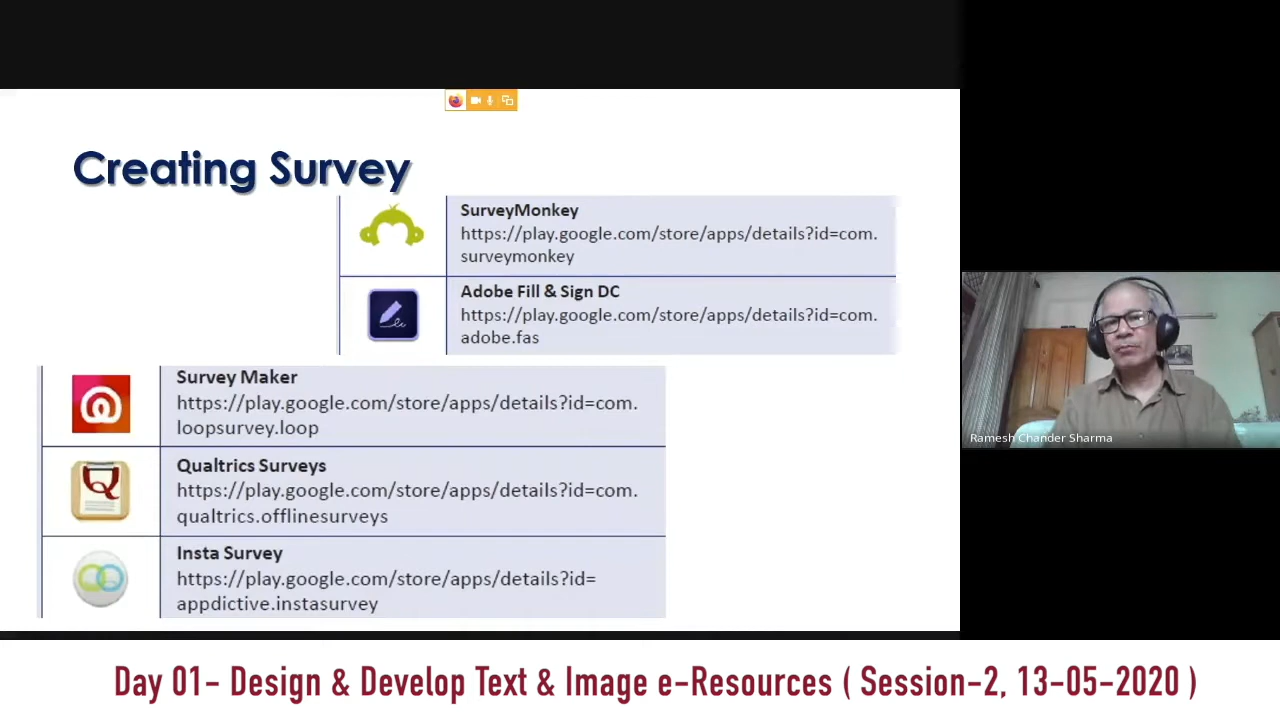 Creating Survey
SurveyMonkey
https://play.google.com/store/apps/details?id=com.
surveymonkey
Adobe Fill & Sign DC
https://play.google.com/store/apps/details?id=com.
adobe.fas
Survey Maker
https://play.google.com/store/apps/details?id=com.
loopsurvey.loop
Qualtrics Surveys
https://play.google.com/store/apps/details?id=com.
qualtrics.offlinesurveys
Insta Survey
https://play.google.com/store/apps/details?id=
appdictive.instasurvey
Ramesh Chander Sharma
Day 01- Design & Develop Text & Image e-Resources ( Session-2, 13-05-2020 )